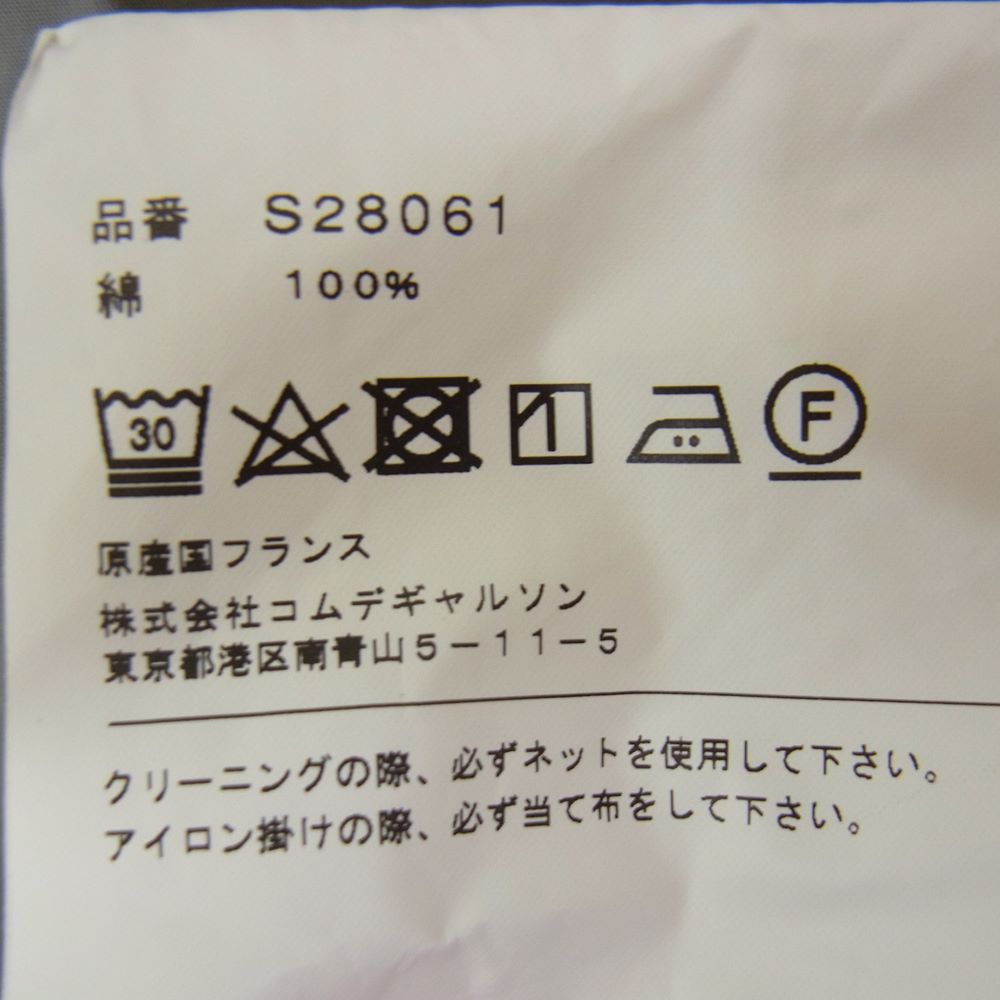 品番 S28061
綿 100%
30 F
原産国フランス
株式会社コムデギャルソン
東京都港区南青山5－11－5
クリーニングの際、必ずネットを使用して下さい。
アイロン掛けの際、必ず当て布をして下さい。